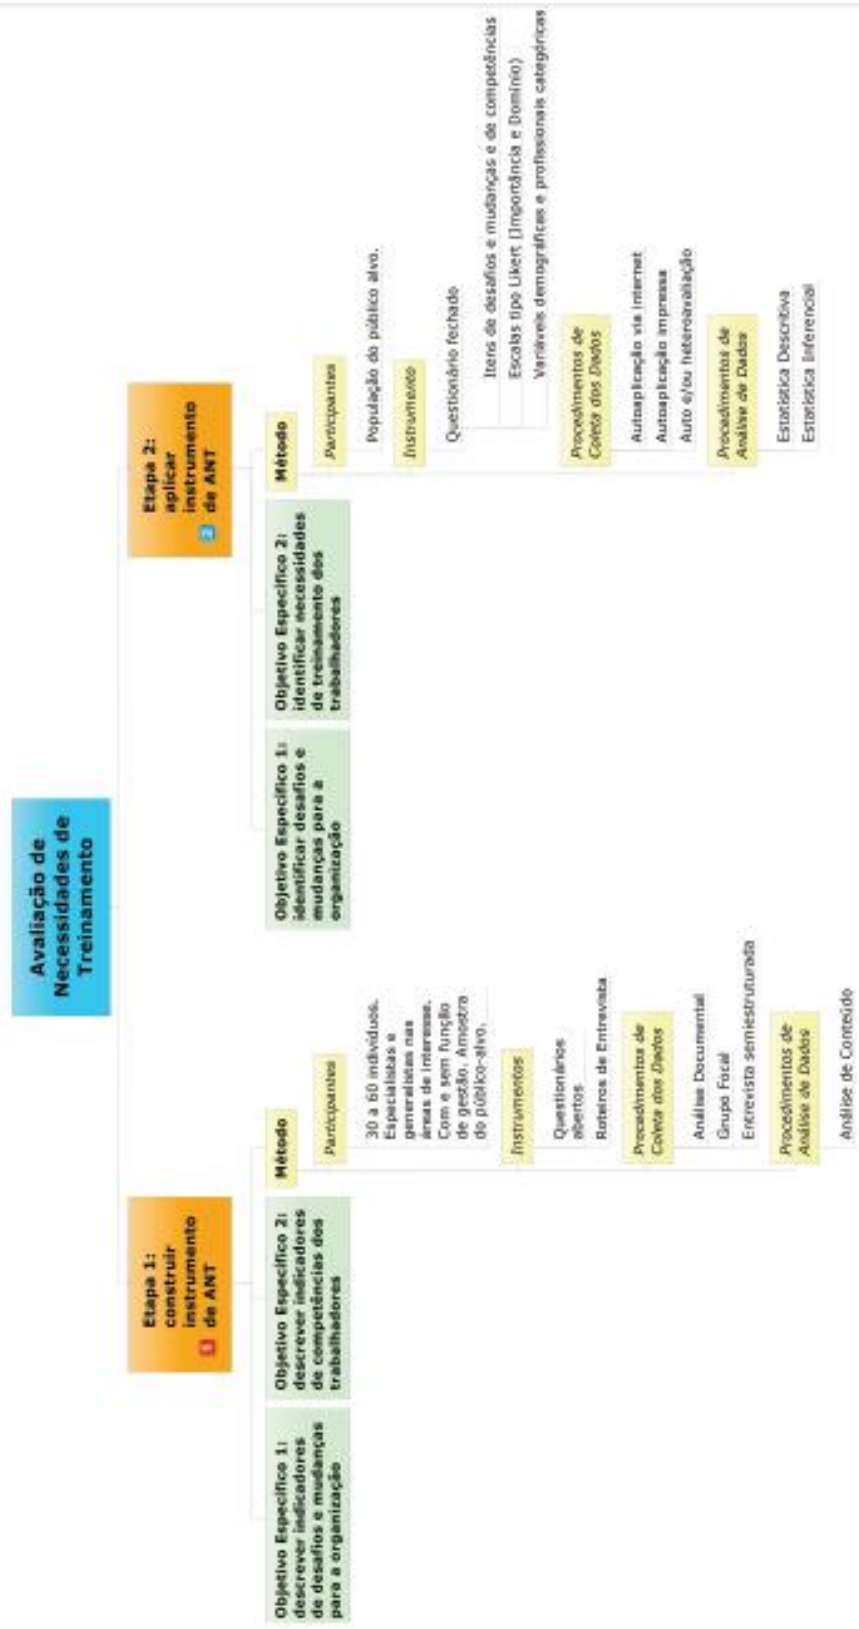 Avaliação de
Necessidades de
Treinamento
Etapa 1:
construir
instrumento
de ANT
Objetivo Específico 1:
descrever indicadores
de desafios e mudanças
para a organização
Objetivo Específico 2:
descrever indicadores
de competências dos
trabalhadores
Método
Participantes
30 a 60 indivíduos.
Especialistas e
generalistas nas
áreas de interesse.
Com e sem função
de gestão. Amostra
do público-alvo.
Instrumentos
Questionários
abertos
Roteiros de Entrevista
Procedimentos de
Coleta dos Dados
Análise Documental
Grupo Focal
Entrevista semiestruturada
Procedimentos de
Análise de Dados
Análise de Conteúdo
Etapa 2:
aplicar
instrumento
2 de ANT
Objetivo Específico 1:
identificar desafios e
mudanças para a
organização
Objetivo Específico 2:
identificar necessidades
de treinamento dos
trabalhadores
Método
Participantes
População do público alvo.
Instrumento
Questionário fechado
Itens de desafios e mudanças e de competências
Escalas tipo Likert (Importância e Domínio)
Variáveis demográficas e profissionais categóricas
Procedimentos de
Coleta dos Dados
Autoaplicação via internet
Autoaplicação impressa
Auto e/ou heteroavaliação
Procedimentos de
Análise de Dados
Estatística Descritiva
Estatística Inferencial